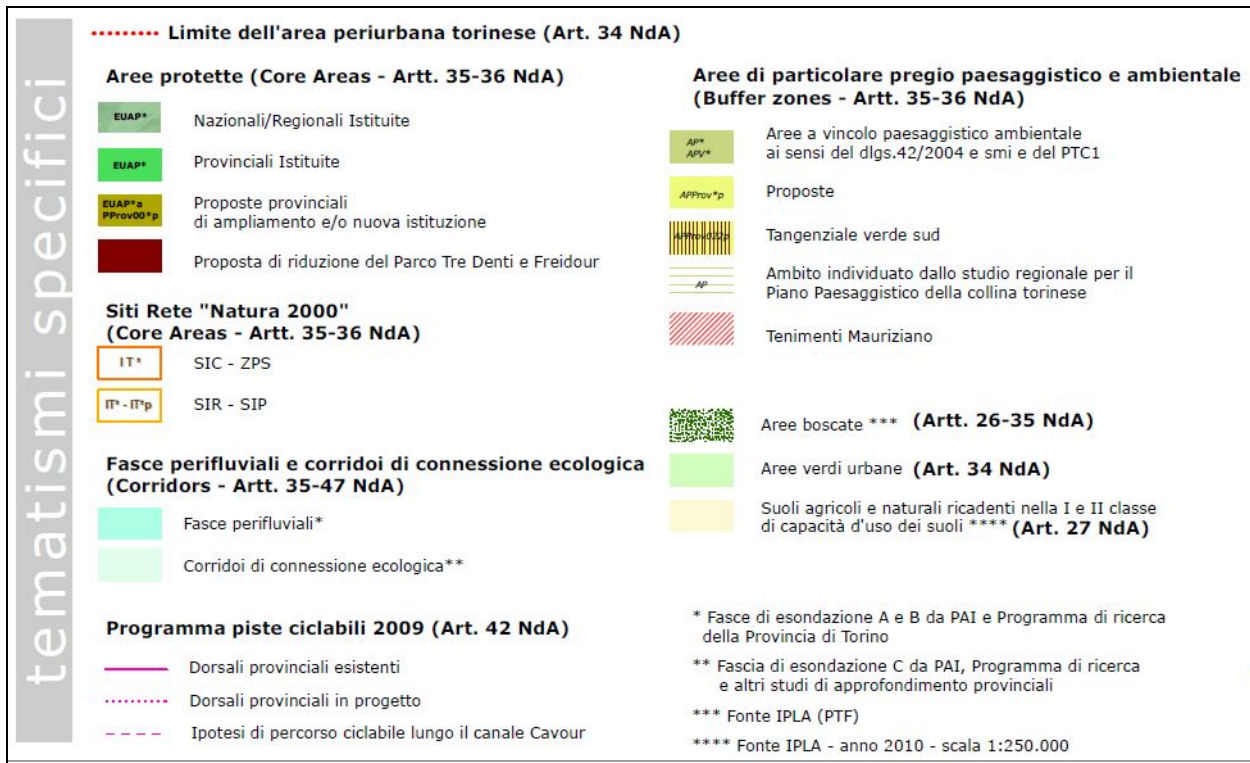 tematismi specifici
Limite dell'area periurbana torinese (Art. 34 NdA)
Aree protette (Core Areas - Artt. 35-36 NdA)
EUAP*
Nazionali/Regionali Istituite
EUAP*
Provinciali Istituite
EUAP*a
PProv00*p
Proposte provinciali
di ampliamento e/o nuova istituzione
Proposta di riduzione del Parco Tre Denti e Freidour
Siti Rete "Natura 2000"
(Core Areas - Artt. 35-36 NdA)
IT*
SIC - ZPS
IT* - IT*p
SIR - SIP
Fasce perifluviali e corridoi di connessione ecologica
(Corridors - Artt. 35-47 NdA)
Fasce perifluviali*
Corridoi di connessione ecologica**
Programma piste ciclabili 2009 (Art. 42 NdA)
Dorsali provinciali esistenti
Dorsali provinciali in progetto
Ipotesi di percorso ciclabile lungo il canale Cavour
Aree di particolare pregio paesaggistico e ambientale
(Buffer zones - Artt. 35-36 NdA)
AP*
APV*
Aree a vincolo paesaggistico ambientale
ai sensi del dlgs.42/2004 e smi e del PTC1
APProv*p
Proposte
APProv022p
Tangenziale verde sud
AP
Ambito individuato dallo studio regionale per il
Piano Paesaggistico della collina torinese
Tenimenti Mauriziano
Aree boscate *** (Artt. 26-35 NdA)
Aree verdi urbane (Art. 34 NdA)
Suoli agricoli e naturali ricadenti nella I e II classe
di capacità d'uso dei suoli **** (Art. 27 NdA)
* Fasce di esondazione A e B da PAI e Programma di ricerca
della Provincia di Torino
** Fascia di esondazione C da PAI, Programma di ricerca
e altri studi di approfondimento provinciali
*** Fonte IPLA (PTF)
**** Fonte IPLA - anno 2010 - scala 1:250.000